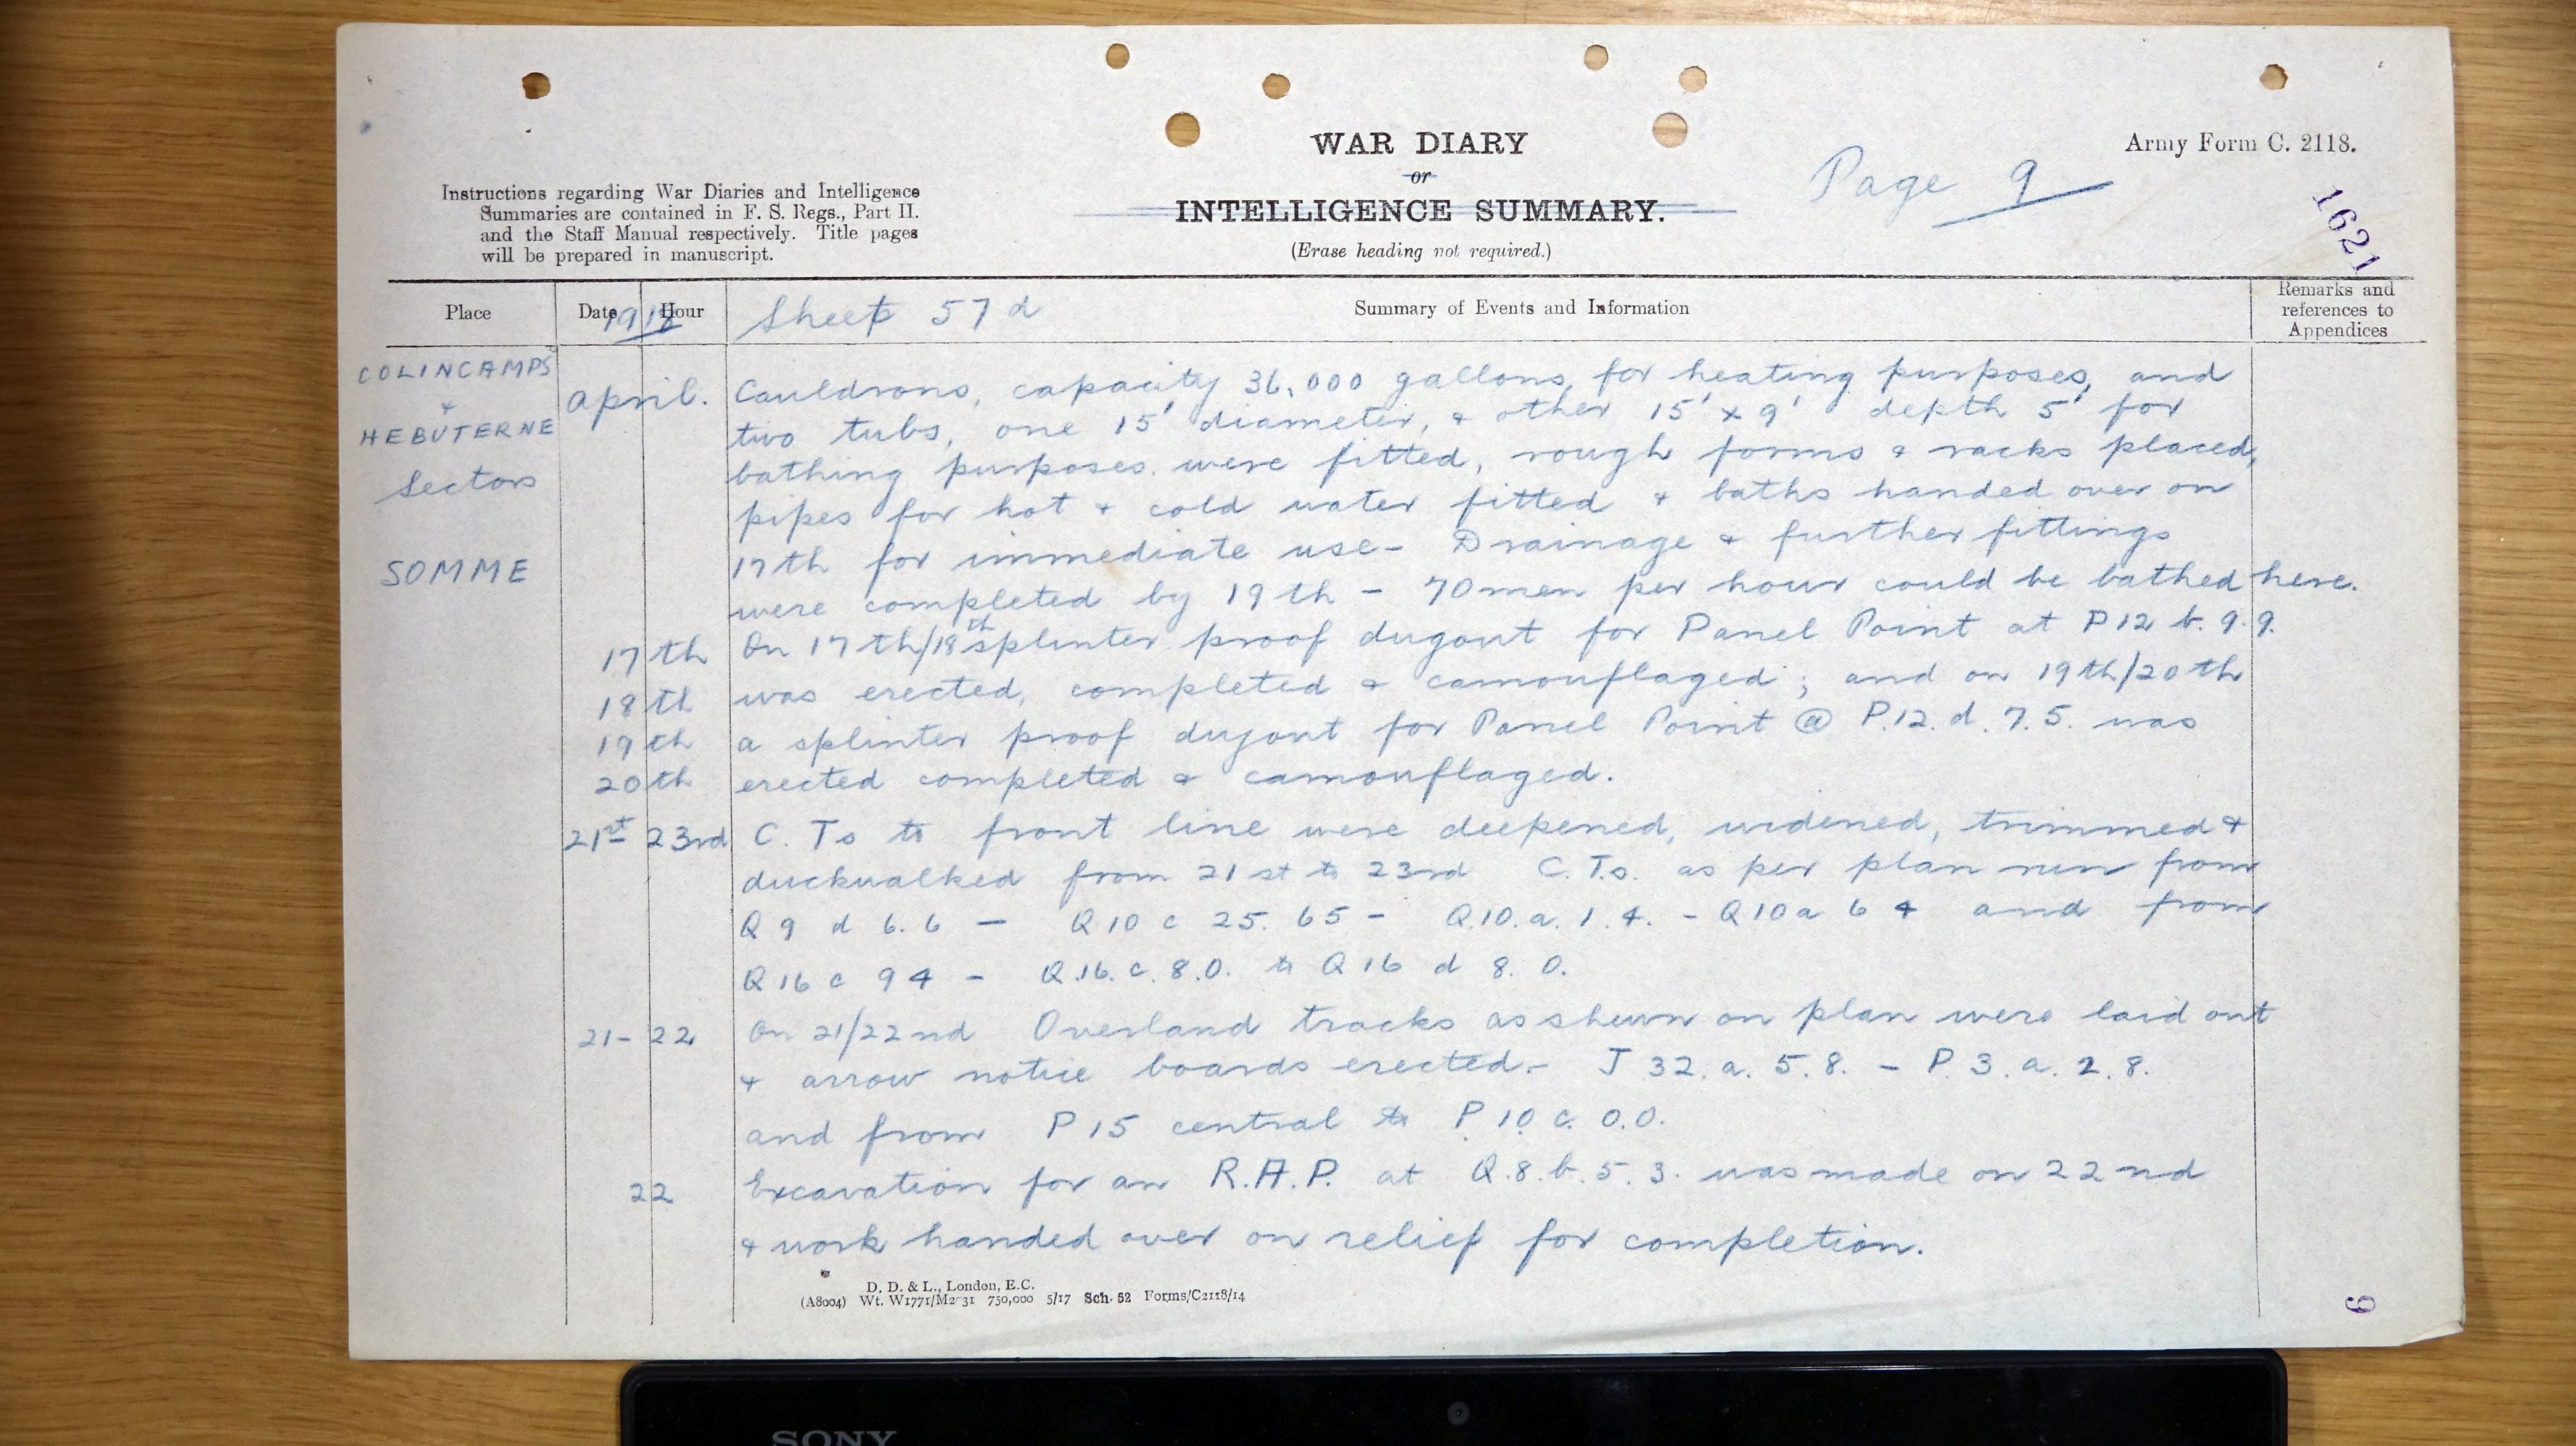 WAR DIARY
or
INTELLIGENCE SUMMARY.
(Erase heading not required.)
Army Form C. 2118.
Page 9
1621
Instructions regarding War Diaries and Intelligence
Summaries are contained in F. S. Regs., Part II.
and the Staff Manual respectively. Title pages
will be prepared in manuscript.
Place
Date
1918
Hour
Sheet 57 d
Summary of Events and Information
Remarks and
references to
Appendices
COLINCAMPS
+
HEBUTERNE
Sectors
SOMME
April. Cauldrons, capacity 36,000 gallons, for heating purposes, and
two tubs, one 15' diameter, & other 15' x 9' depth 5' for
bathing purposes were fitted, rough forms & racks placed,
pipes for hot & cold water fitted & baths handed over on
17th for immediate use - Drainage & further fittings
were completed by 19th - 70 men per hour could be bathed here.
17th On 17th/18th splinter proof dugout for Panel Point at P12 b. 9.9.
18th was erected, completed & camouflaged; and on 19th/20th
19th a splinter proof dugout for Panel Point @ P.12. d. 7.5. was
20th erected completed & camouflaged.
21st 23rd C. Ts to front line were deepened, widened, trimmed &
duckwalked from 21st to 23rd C.Ts. as per plan run from
Q 9 d 6.6 - Q 10 c 25. 65 - Q.10.a. 1.4. - Q 10 a 6 4 and from
Q 16 c 9 4 - Q.16.c. 8.0. to Q 16 d 8. 0.
21- 22 On 21/22nd Overland tracks as shewn on plan were laid out
& arrow notice boards erected.- J 32. a. 5.8. - P. 3. a. 2.8.
and from P 15 central to P. 10 c. 0.0.
22 Excavation for an R.A.P. at Q.8.b.5.3. was made on 22nd
& work handed over on relief for completion.
D. D. & L., London, E.C.
(A8004) Wt. W1771/M2 31 750,000 5/17 Sch. 52 Forms/C2118/14
9
SONY